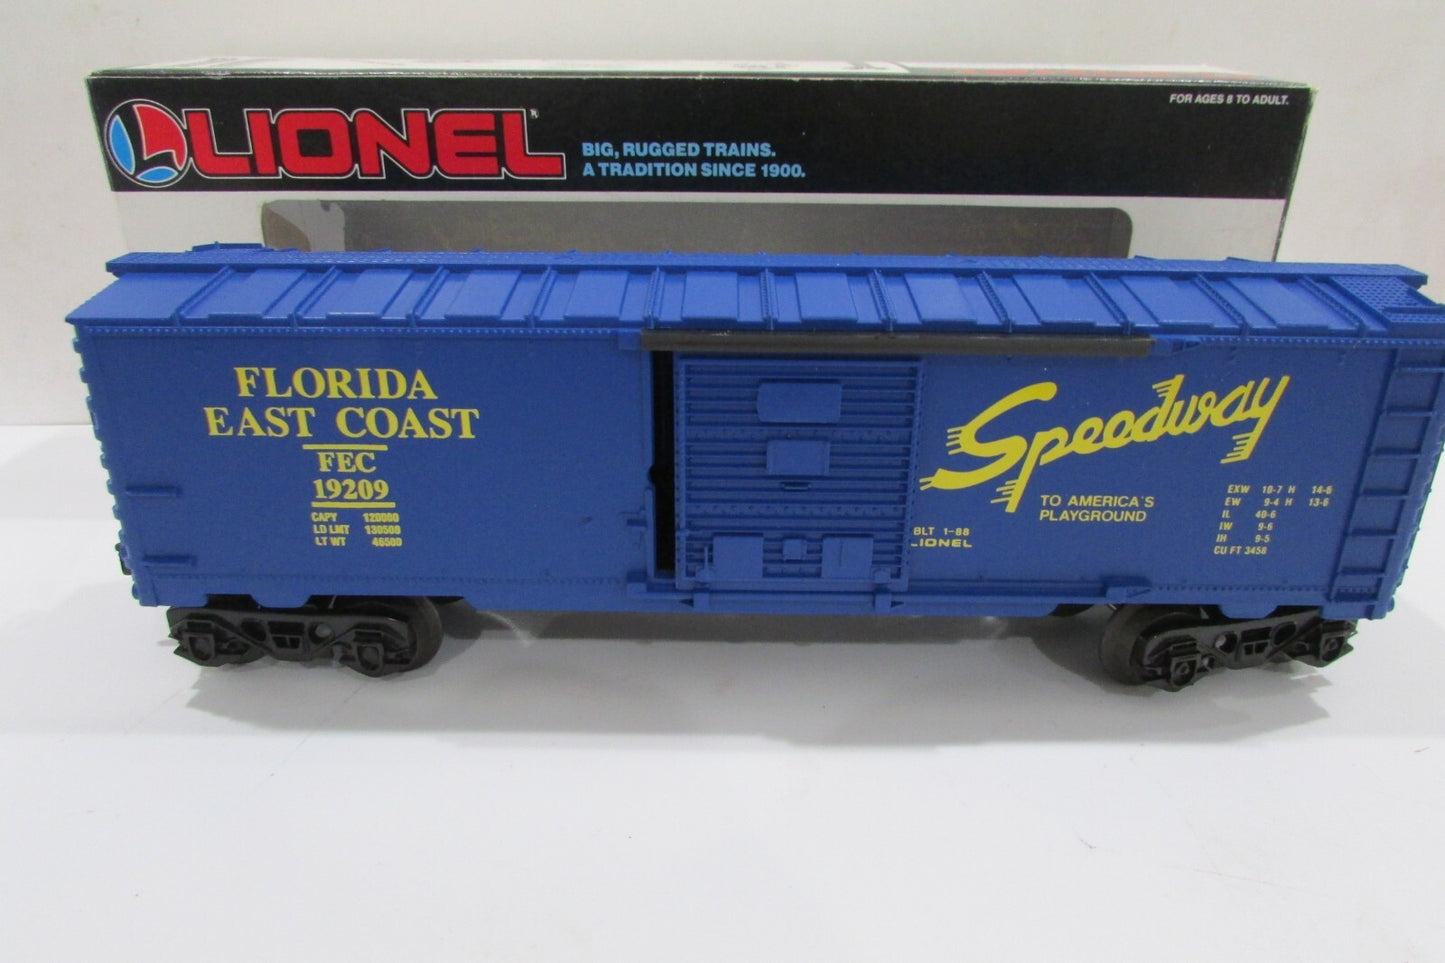 LIONEL
BIG, RUGGED TRAINS.
A TRADITION SINCE 1900.
FOR AGES 8 TO ADULT.
FLORIDA
EAST COAST
FEC
19209
CAPY 120000
LD LMT 130500
LT WT 46500
Speedway
TO AMERICA'S
PLAYGROUND
BLT 1-88
LIONEL
EXW 10-7 H 14-6
EW 9-4 H 13-6
IL 40-6
IW 9-6
IH 9-5
CU FT 3458